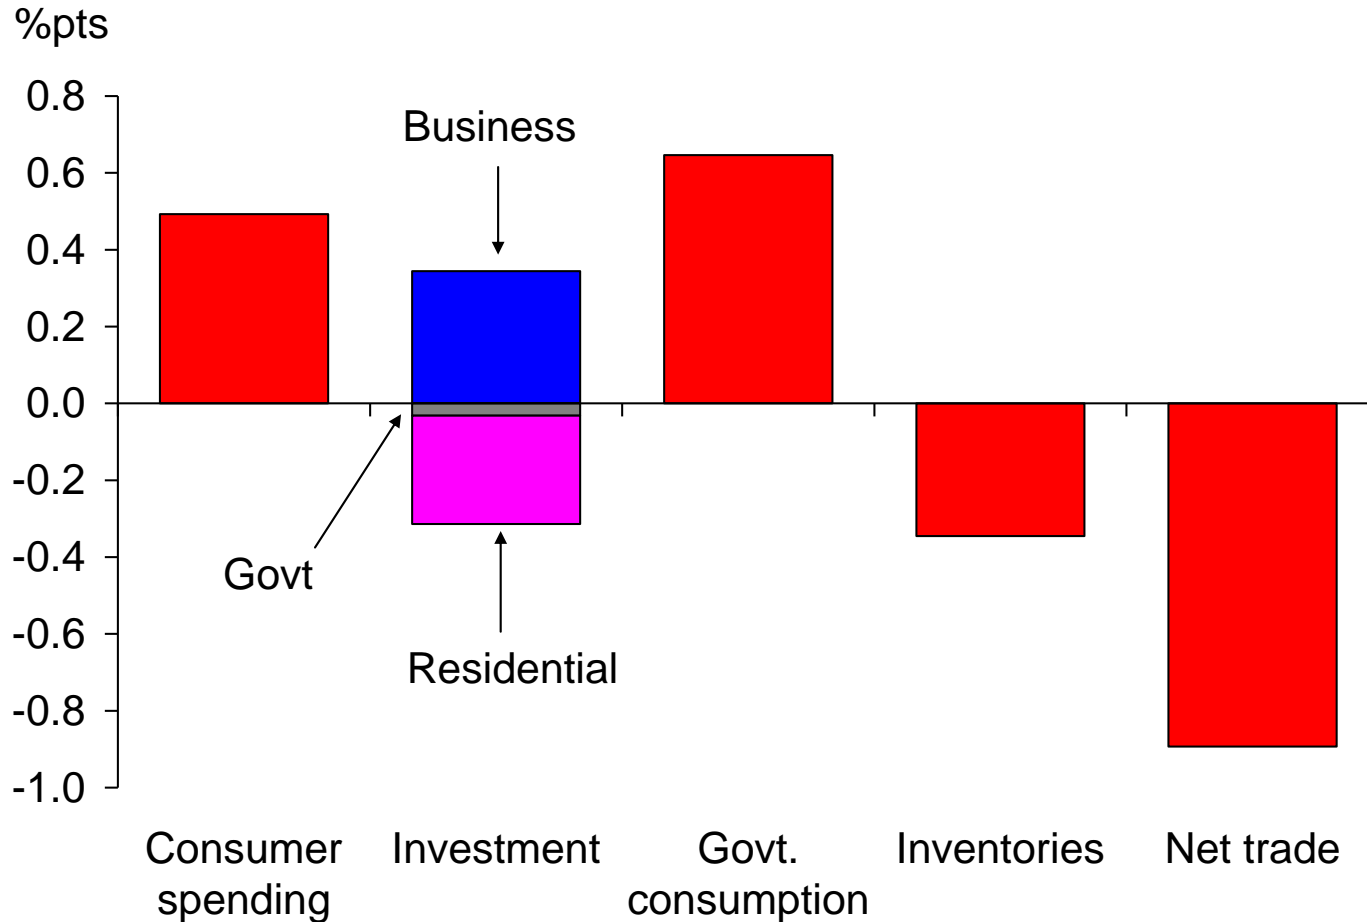 %pts
0.8
Business
0.6
0.4
0.2
0.0
-0.2
-0.4
Govt
-0.6
Residential
-0.8
-1.0
Consumer spending
Investment
Govt. consumption
Inventories
Net trade